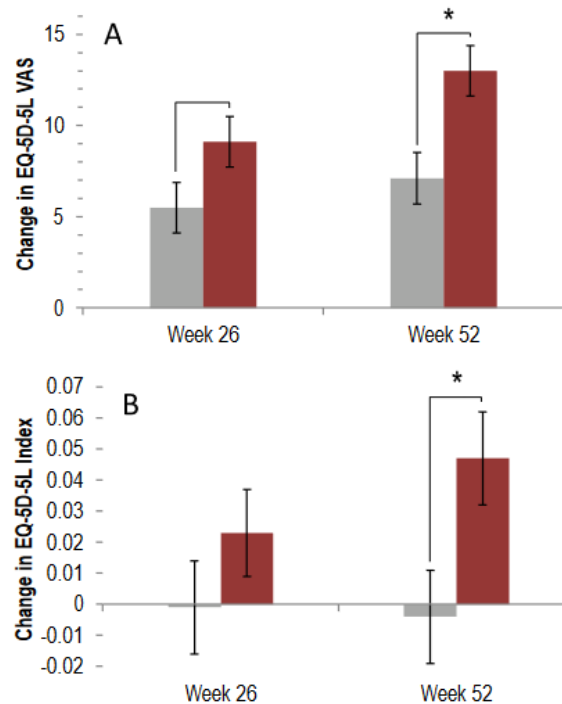 A
Change in EQ-5D-5L VAS
15
10
5
0
*
Week 26
Week 52
B
Change in EQ-5D-5L Index
0.07
0.06
0.05
0.04
0.03
0.02
0.01
0
-0.01
-0.02
*
Week 26
Week 52